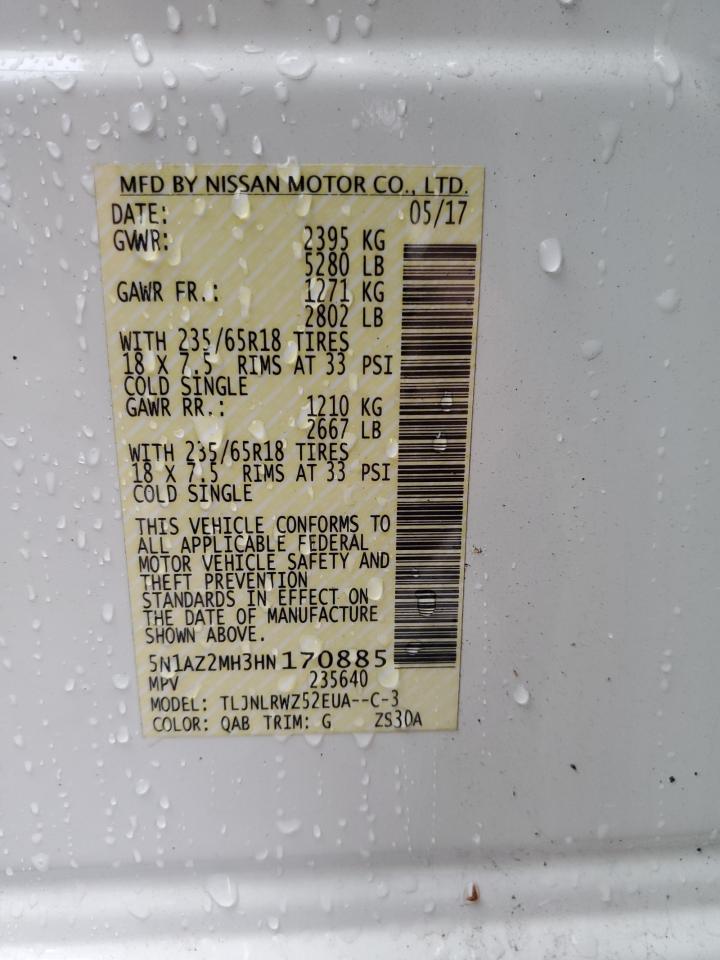 MFD BY NISSAN MOTOR CO., LTD.
DATE: 05/17
GVWR: 2395 KG
5280 LB
GAWR FR.: 1271 KG
2802 LB
WITH 235/65R18 TIRES
18 X 7.5 RIMS AT 33 PSI
COLD SINGLE
GAWR RR.: 1210 KG
2667 LB
WITH 235/65R18 TIRES
18 X 7.5 RIMS AT 33 PSI
COLD SINGLE
THIS VEHICLE CONFORMS TO
ALL APPLICABLE FEDERAL
MOTOR VEHICLE SAFETY AND
THEFT PREVENTION
STANDARDS IN EFFECT ON
THE DATE OF MANUFACTURE
SHOWN ABOVE.
5N1AZ2MH3HN170885
MPV 235640
MODEL: TLJNLRWZ52EUA--C-3
COLOR: QAB TRIM: G ZS30A